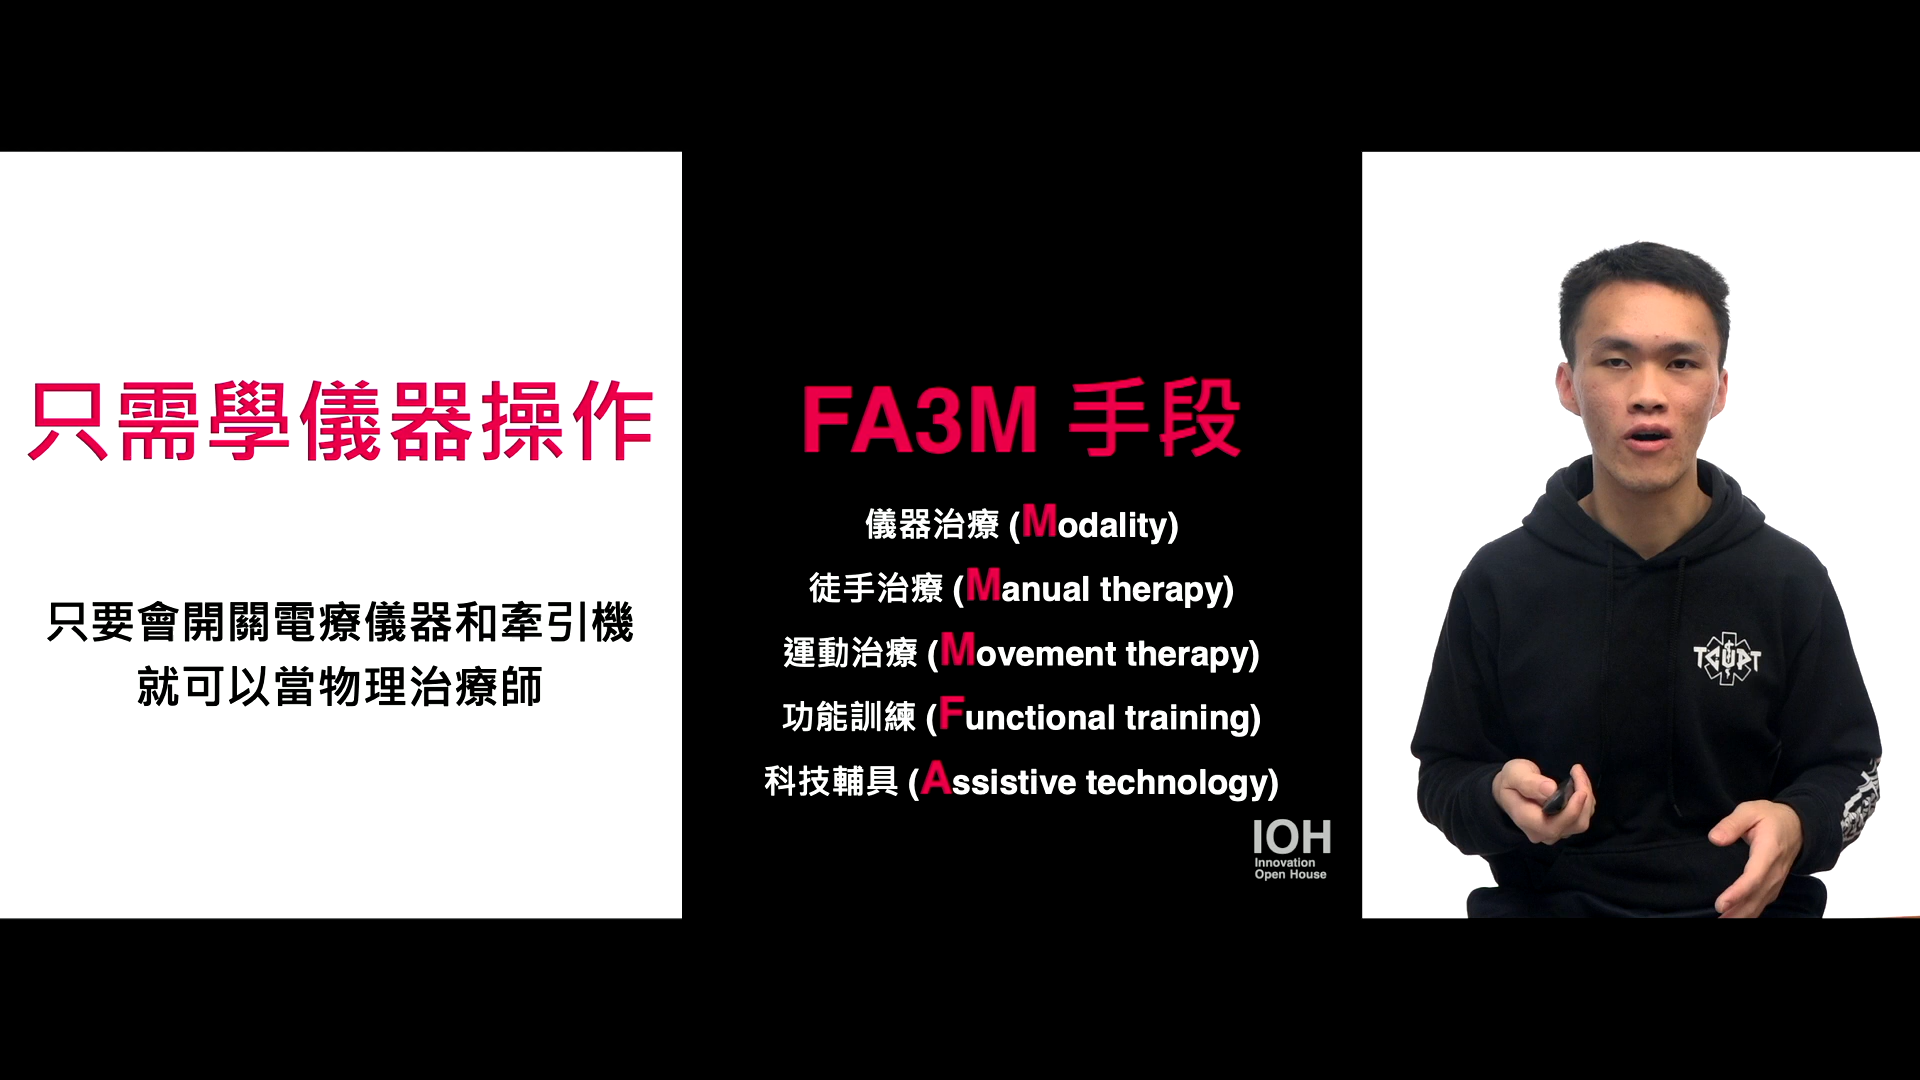 只需學儀器操作
只要會開關電療儀器和牽引機
就可以當物理治療師
FA3M 手段
儀器治療 (Modality)
徒手治療 (Manual therapy)
運動治療 (Movement therapy)
功能訓練 (Functional training)
科技輔具 (Assistive technology)
IOH
Innovation
Open House
TCUPT